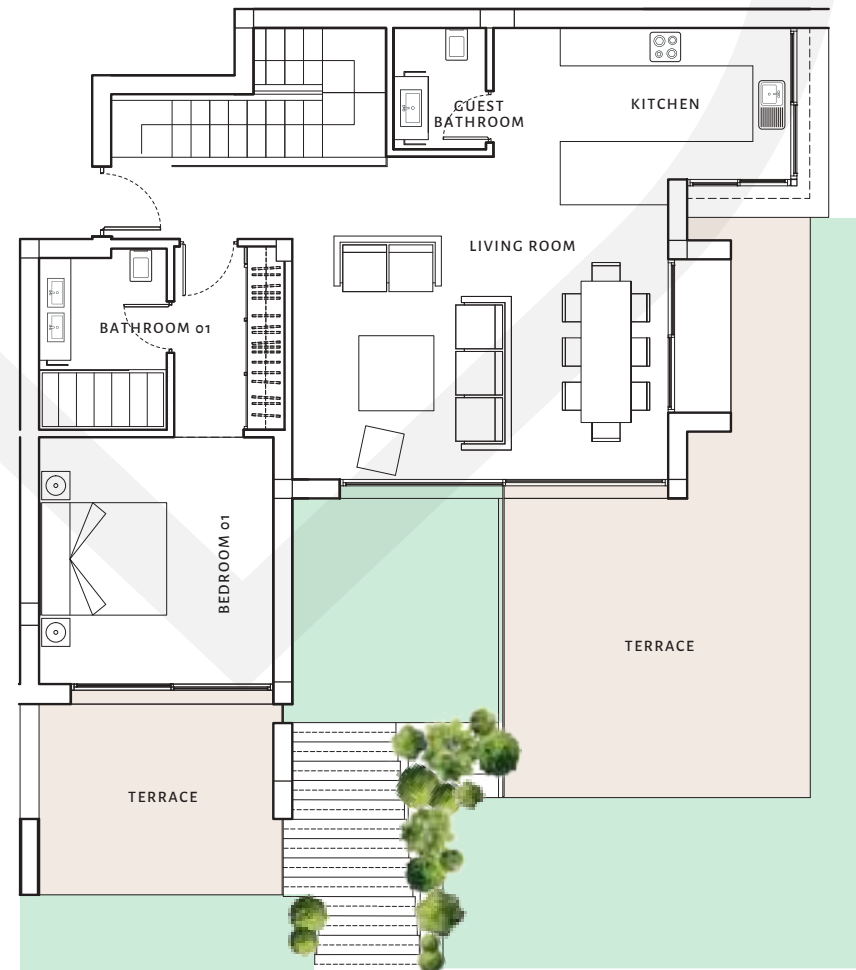 GUEST
BATHROOM
KITCHEN
LIVING ROOM
BATHROOM 01
BEDROOM 01
TERRACE
TERRACE